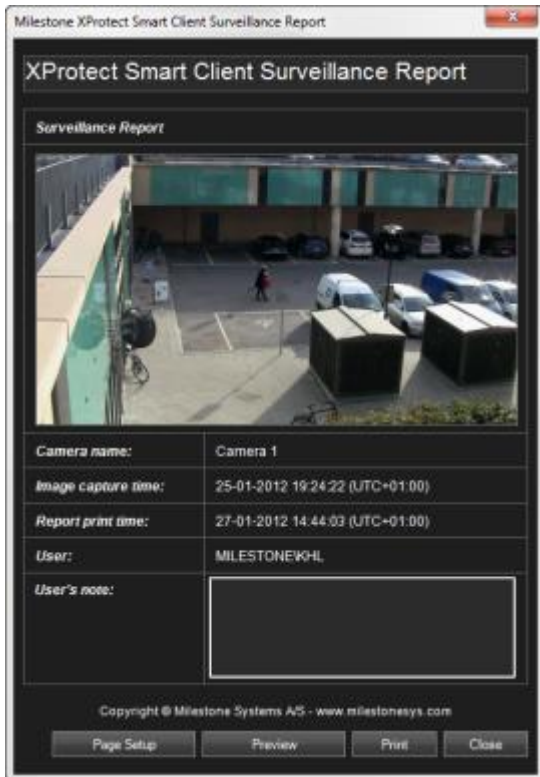 Milestone XProtect Smart Client Surveillance Report
XProtect Smart Client Surveillance Report
Surveillance Report
Camera name: Camera 1
Image capture time: 25-01-2012 19:24:22 (UTC+01:00)
Report print time: 27-01-2012 14:44:03 (UTC+01:00)
User: MILESTONE\KHL
User's note:
Copyright © Milestone Systems A/S - www.milestonesys.com
Page Setup Preview Print Close